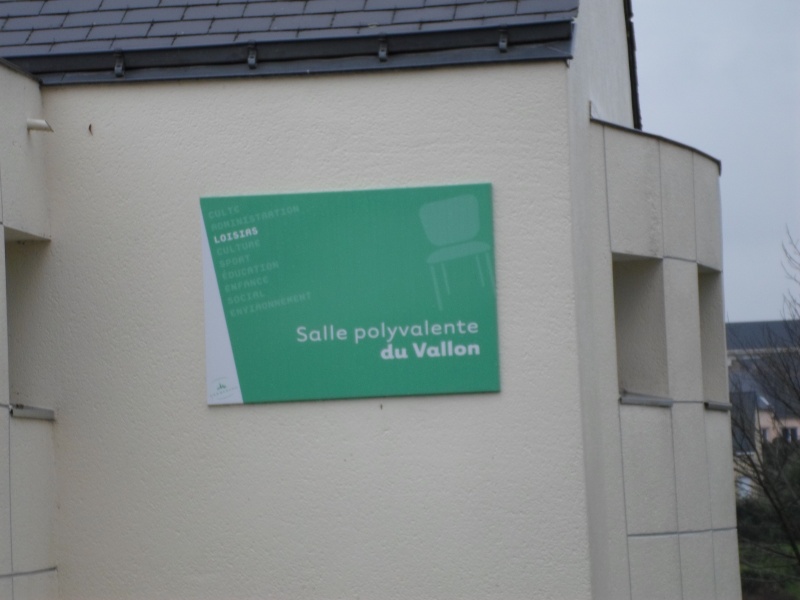 CULTE
ADMINISTRATION
LOISIRS
CULTURE
SPORT
ÉDUCATION
ENFANCE
SOCIAL
ENVIRONNEMENT
Salle polyvalente
du Vallon